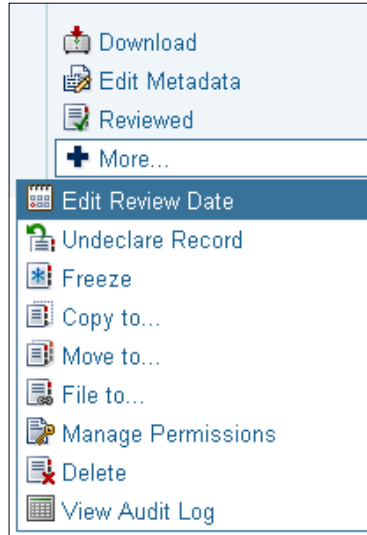 Download
Edit Metadata
Reviewed
More...
Edit Review Date
Undeclare Record
Freeze
Copy to...
Move to...
File to...
Manage Permissions
Delete
View Audit Log